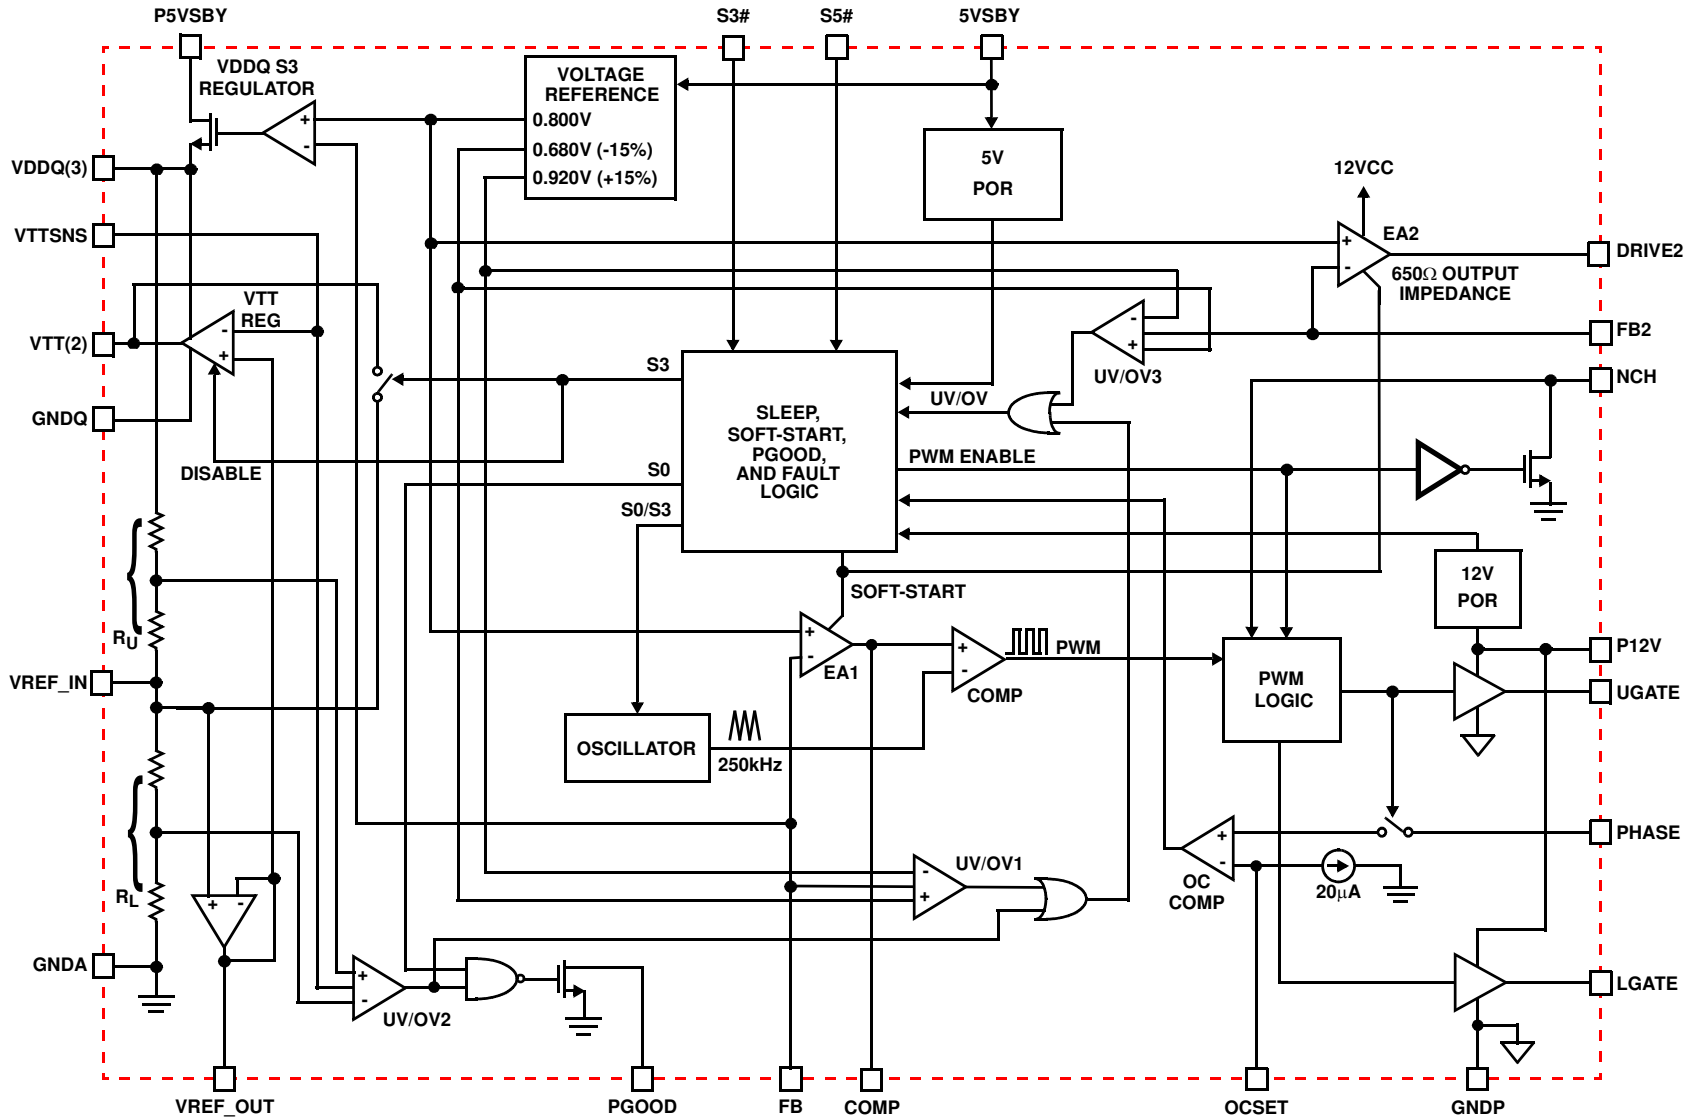 P5VSBY
S3#
S5#
5VSBY
VDDQ S3
REGULATOR
VOLTAGE
REFERENCE
0.800V
0.680V (-15%)
0.920V (+15%)
5V
POR
12VCC
VDDQ(3)
VTTSNS
VTT(2)
GNDQ
VREF_IN
GNDA
+
-
VTT
REG
-
+
DISABLE
S3
S0
S0/S3
SLEEP,
SOFT-START,
PGOOD,
AND FAULT
LOGIC
UV/OV
PWM ENABLE
SOFT-START
-
+
UV/OV3
+
-
EA2
650Ω OUTPUT
IMPEDANCE
DRIVE2
FB2
NCH
12V
POR
P12V
UGATE
PHASE
LGATE
RU
RL
+
-
EA1
+
-
COMP
PWM
PWM
LOGIC
OSCILLATOR
250kHz
+
-
OC
COMP
20μA
-
+
UV/OV1
+
-
+
-
UV/OV2
VREF_OUT
PGOOD
FB
COMP
OCSET
GNDP